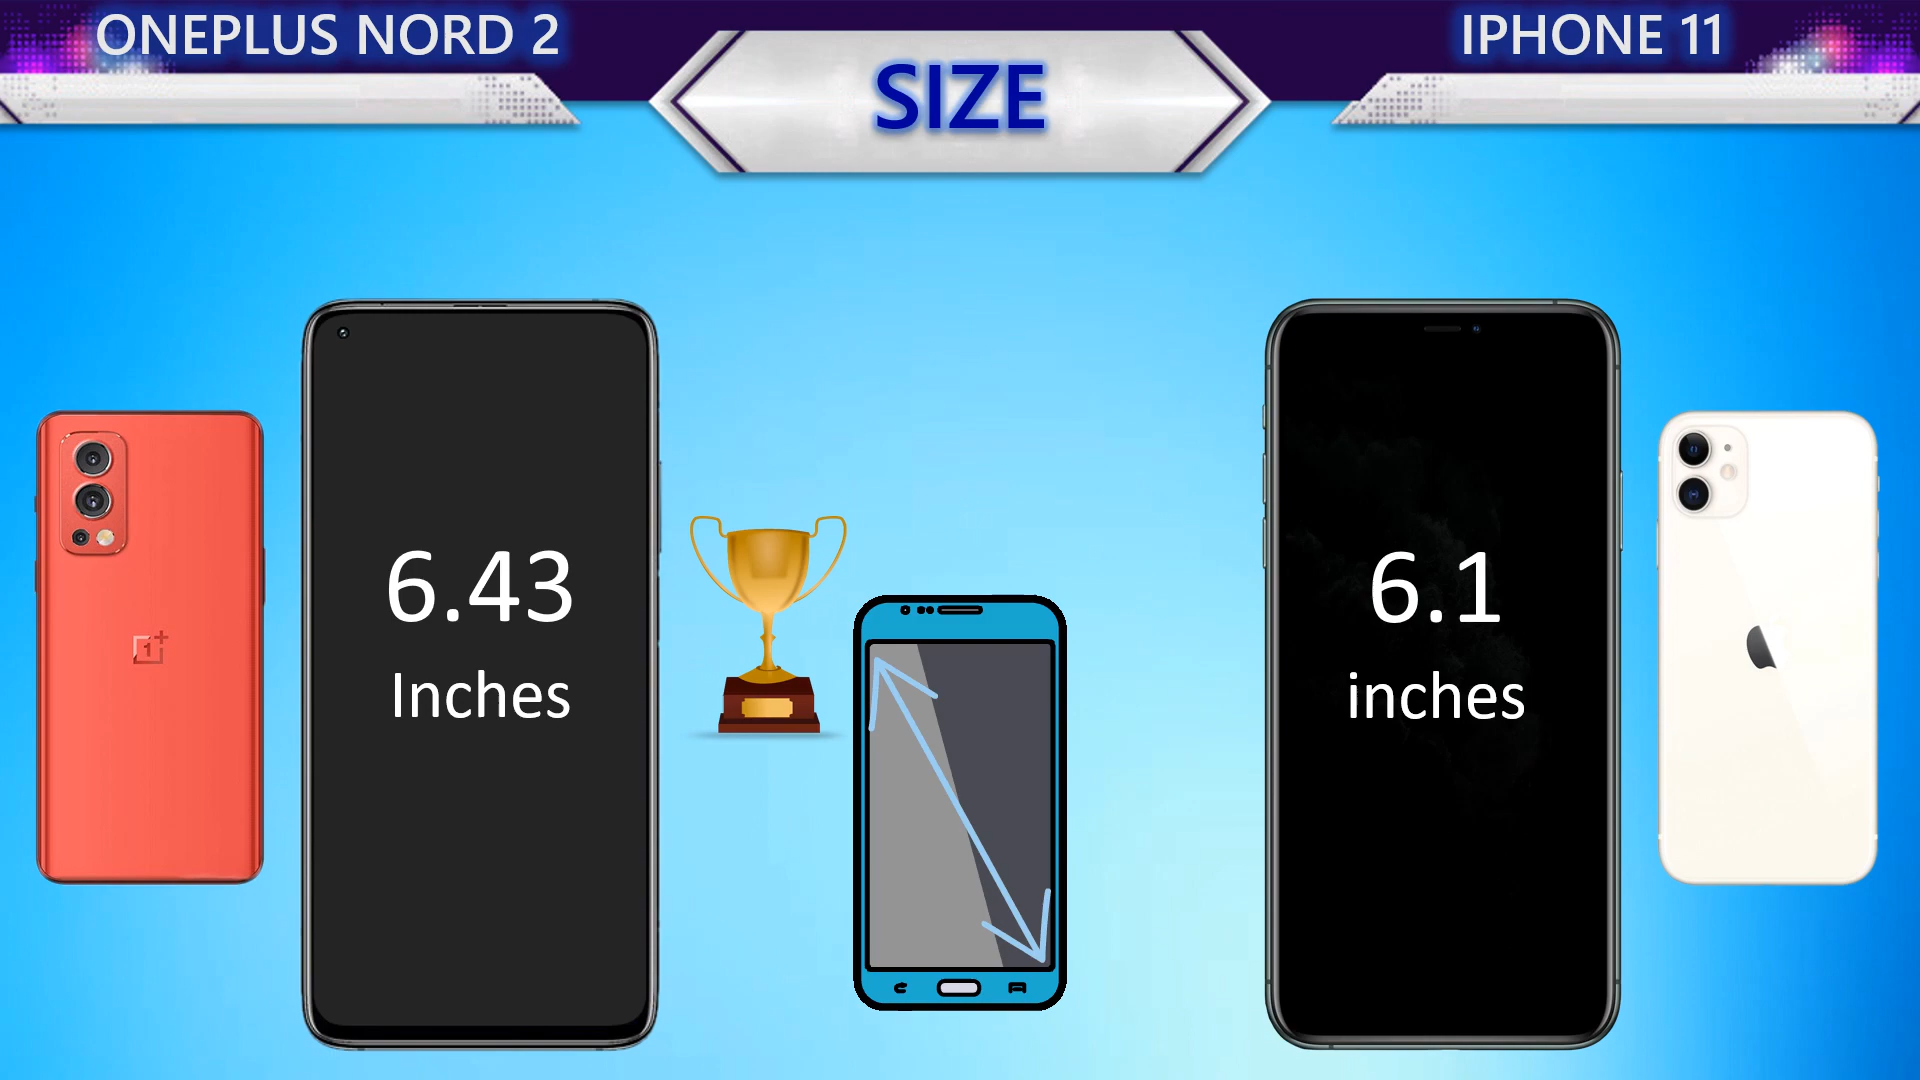 ONEPLUS NORD 2
SIZE
IPHONE 11
6.43
Inches
6.1
inches